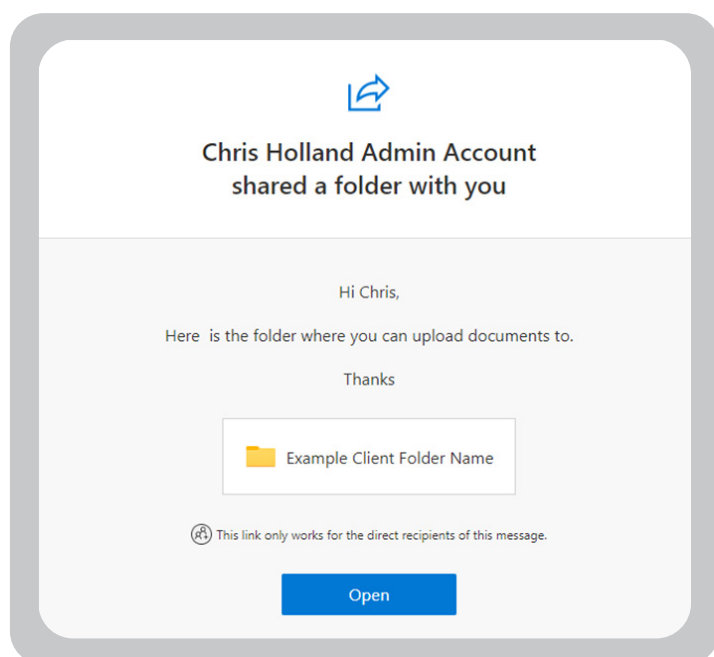 Chris Holland Admin Account
shared a folder with you
Hi Chris,
Here  is the folder where you can upload documents to.
Thanks
Example Client Folder Name
This link only works for the direct recipients of this message.
Open